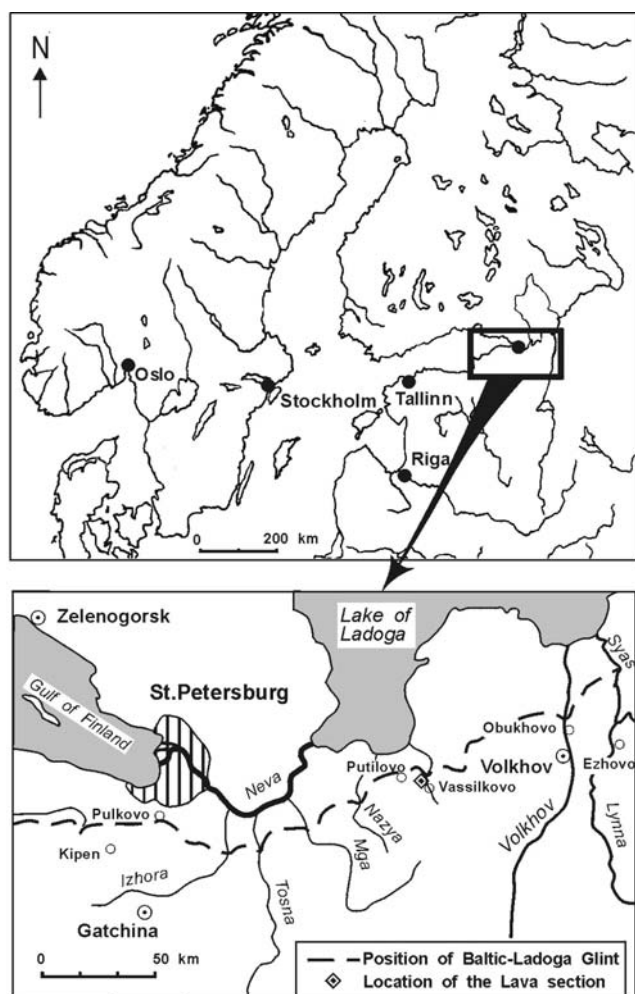 N
Oslo
Stockholm
Tallinn
Riga
0 200 km
Zelenogorsk
Lake of
Ladoga
Syas
Gulf of Finland
St.Petersburg
Obukhovo
Neva
Putilovo
Volkhov
Ezhovo
Vassilkovo
Pulkovo
Nazya
Kipen
Mga
Volkhov
Lynna
Izhora
Tosna
Gatchina
0 50 km
Position of Baltic-Ladoga Glint
Location of the Lava section